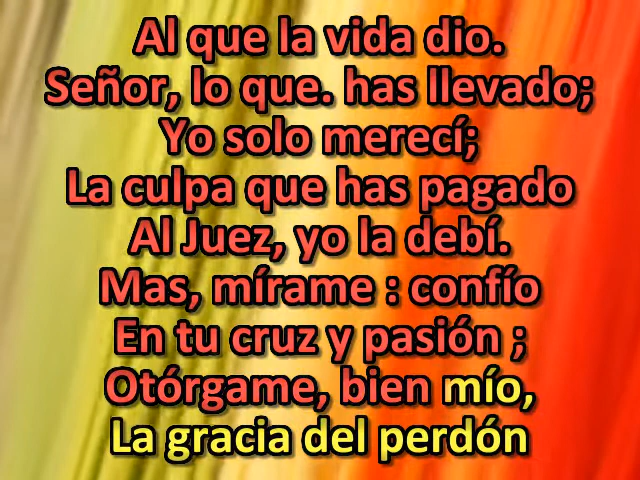 Al que la vida dio.
Señor, lo que. has llevado;
Yo solo merecí;
La culpa que has pagado
Al Juez, yo la debí.
Mas, mírame : confío
En tu cruz y pasión ;
Otórgame, bien mío,
La gracia del perdón